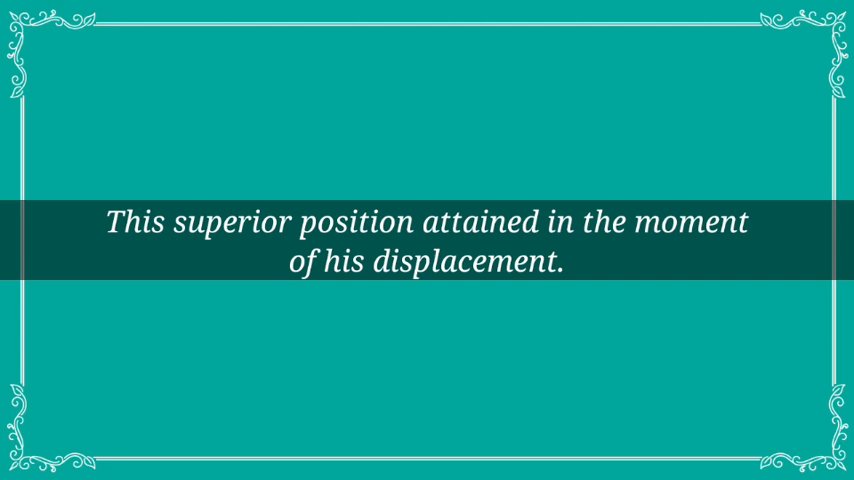 This superior position attained in the moment
of his displacement.